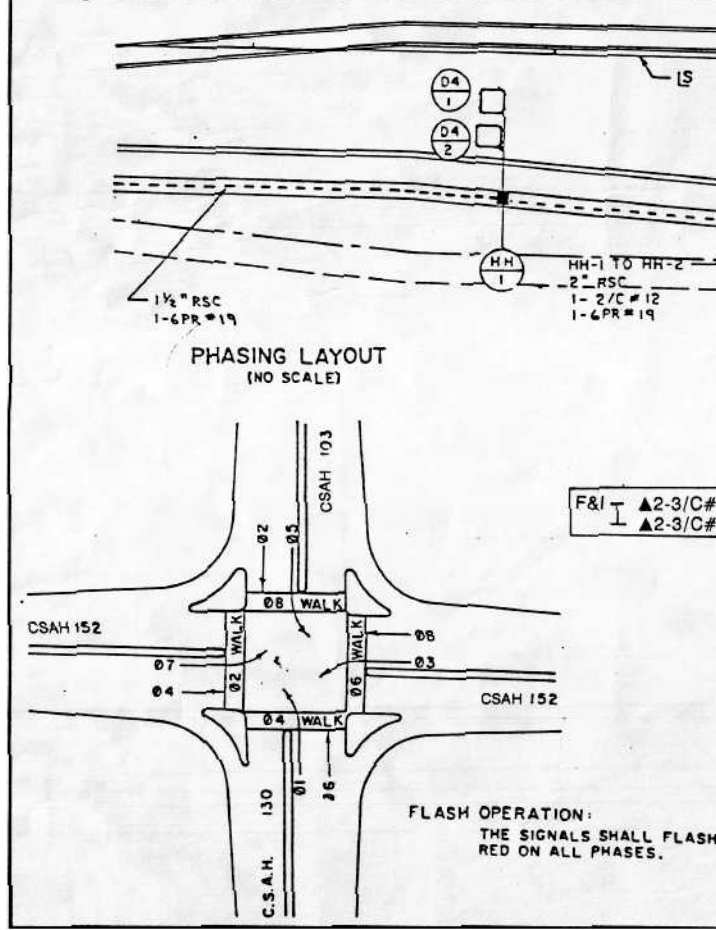 LS
D4
1
D4
2
HH
1
HH-1 TO HH-2
2" RSC
1- 2/C #12
1-6PR #19
1 1/2" RSC
1-6PR #19
PHASING LAYOUT
(NO SCALE)
CSAH 103
Ø2
Ø5
F&I ▲2-3/C#
▲2-3/C#
Ø8 WALK
CSAH 152
WALK
WALK
Ø8
Ø7
Ø3
Ø4
Ø2
Ø6
CSAH 152
Ø4 WALK
Ø1
Ø6
C.S.A.H. 130
FLASH OPERATION:
THE SIGNALS SHALL FLASH
RED ON ALL PHASES.